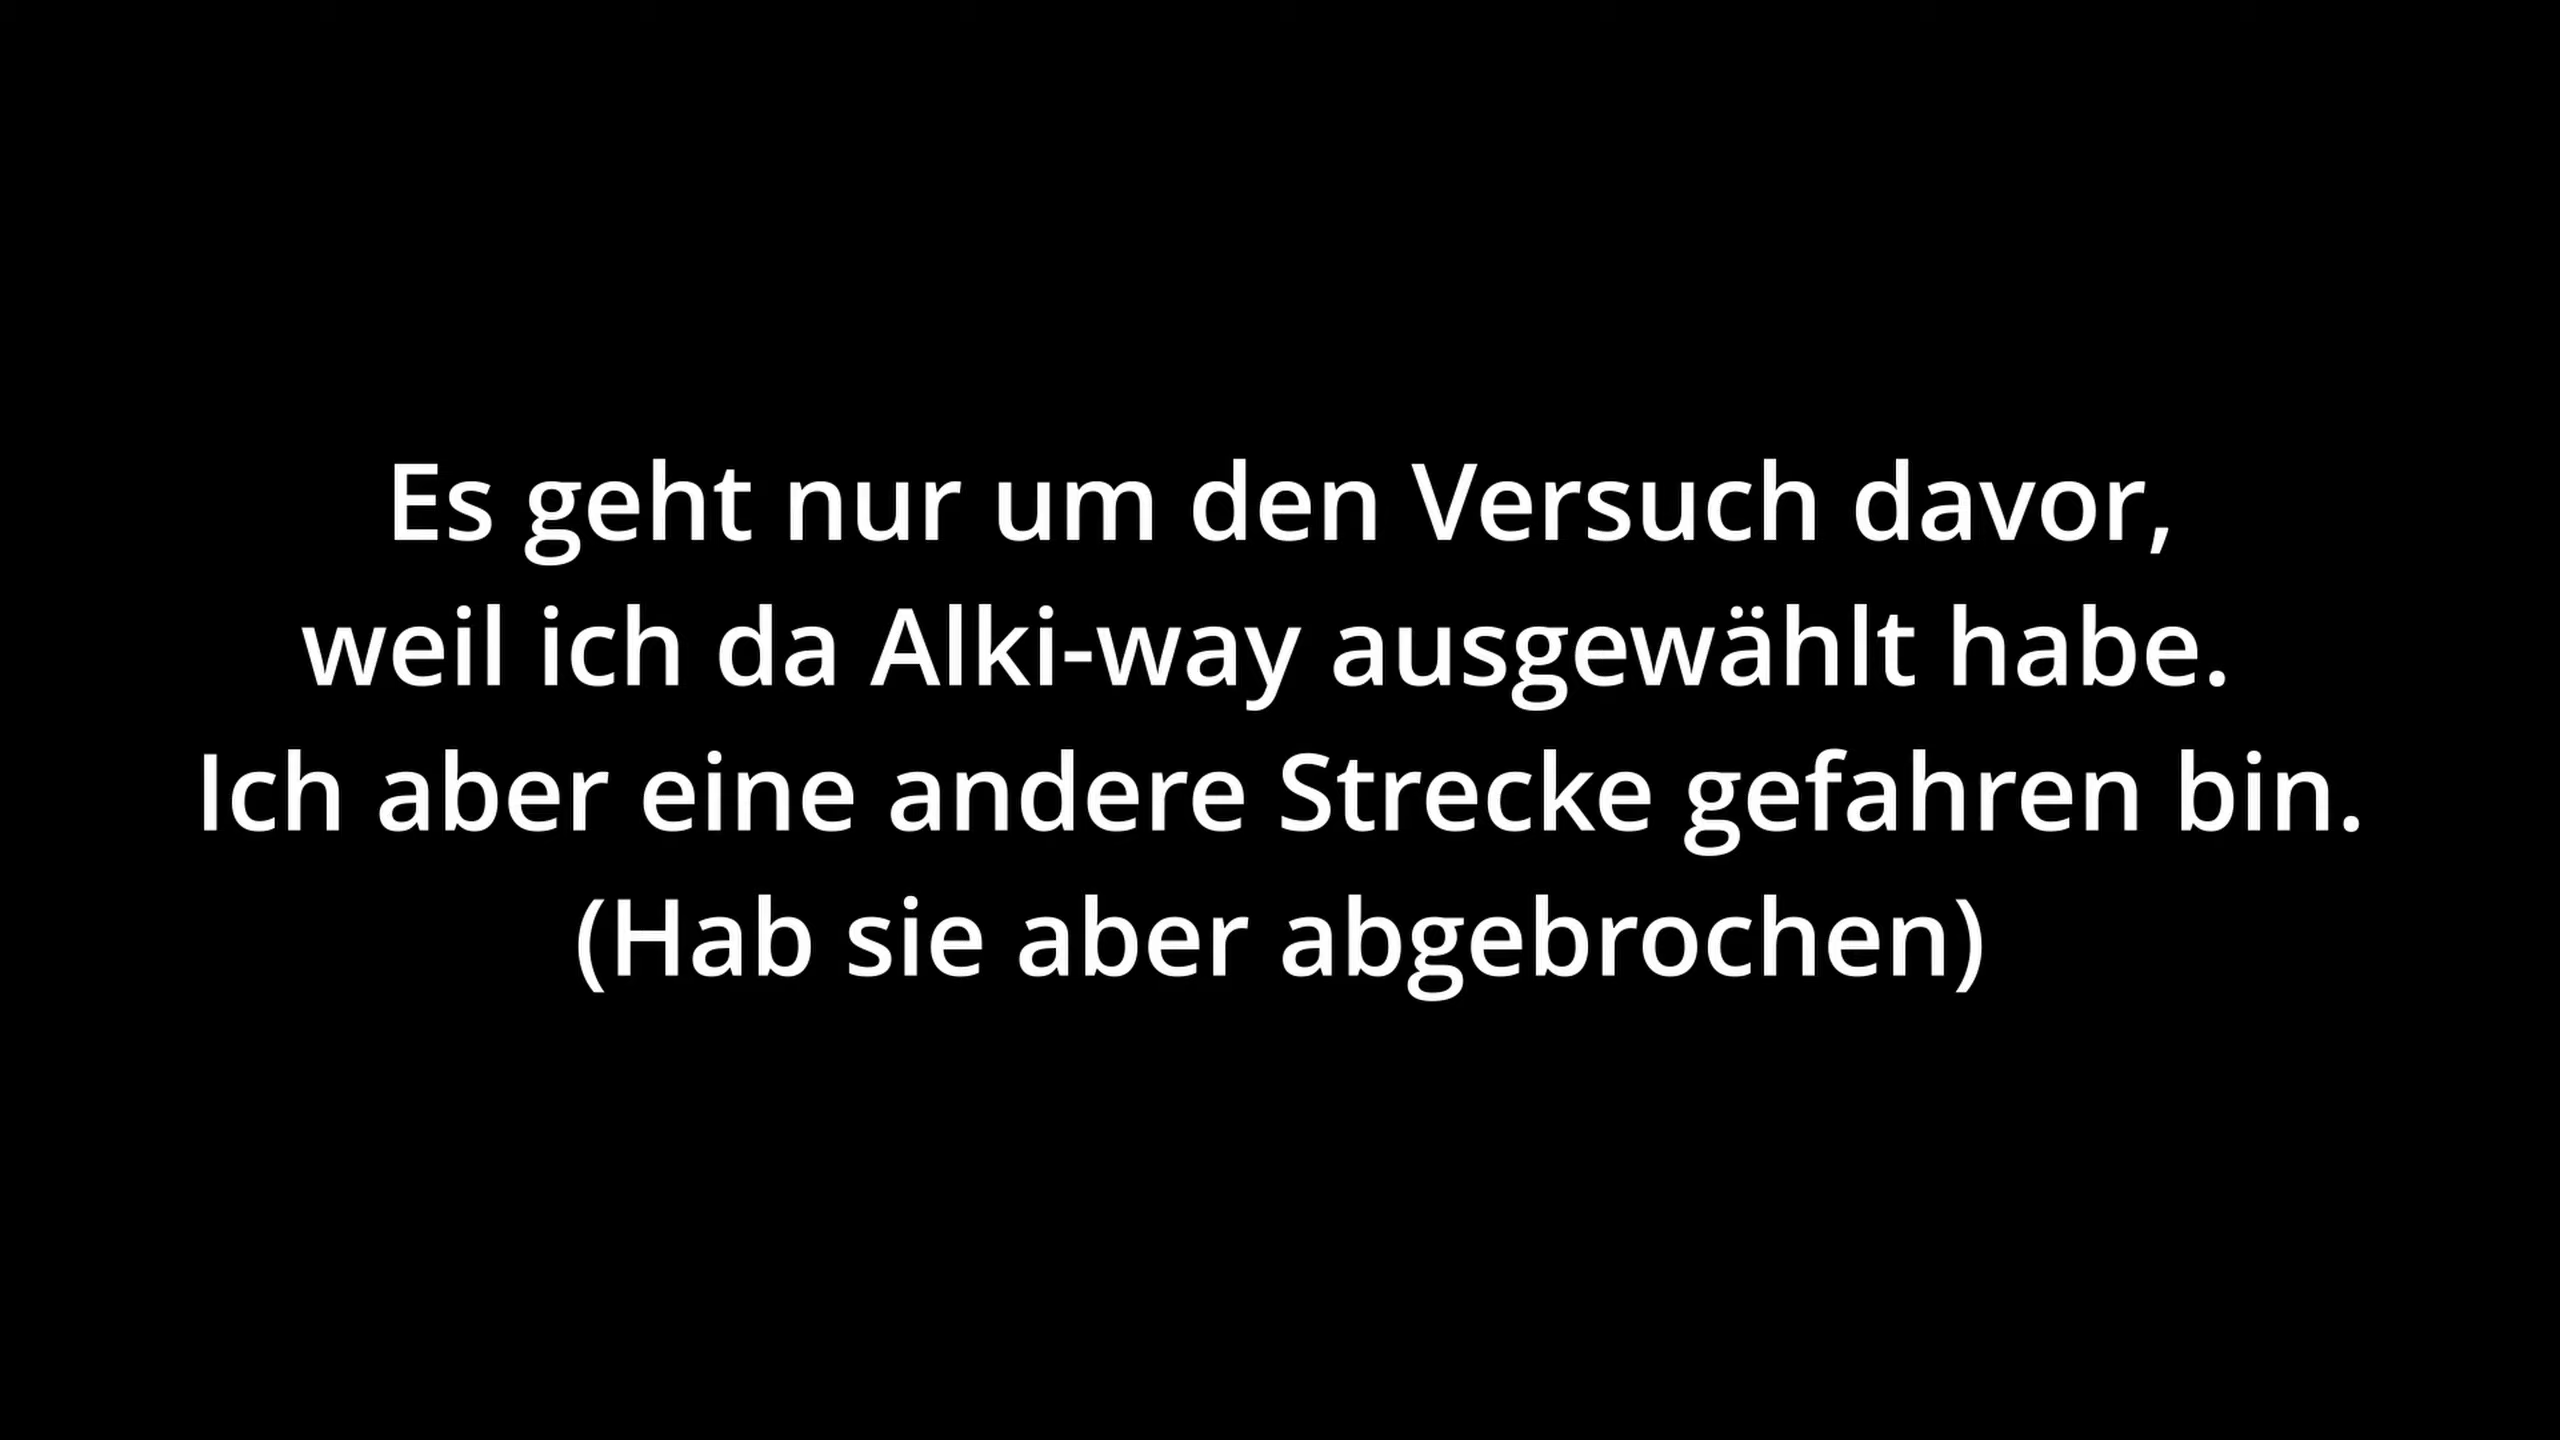 Es geht nur um den Versuch davor,
weil ich da Alki-way ausgewählt habe.
Ich aber eine andere Strecke gefahren bin.
(Hab sie aber abgebrochen)